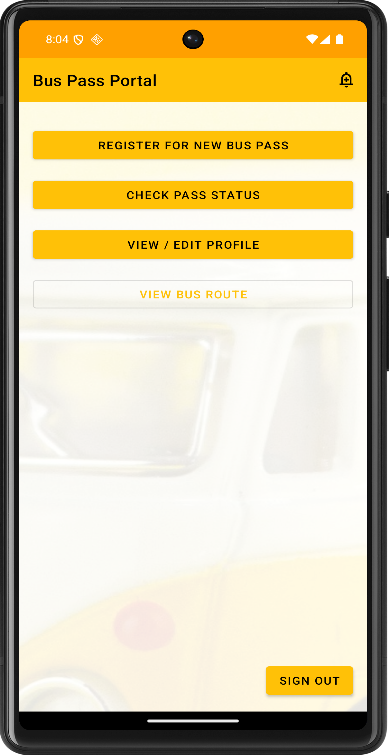 8:04
Bus Pass Portal
REGISTER FOR NEW BUS PASS
CHECK PASS STATUS
VIEW / EDIT PROFILE
VIEW BUS ROUTE
SIGN OUT